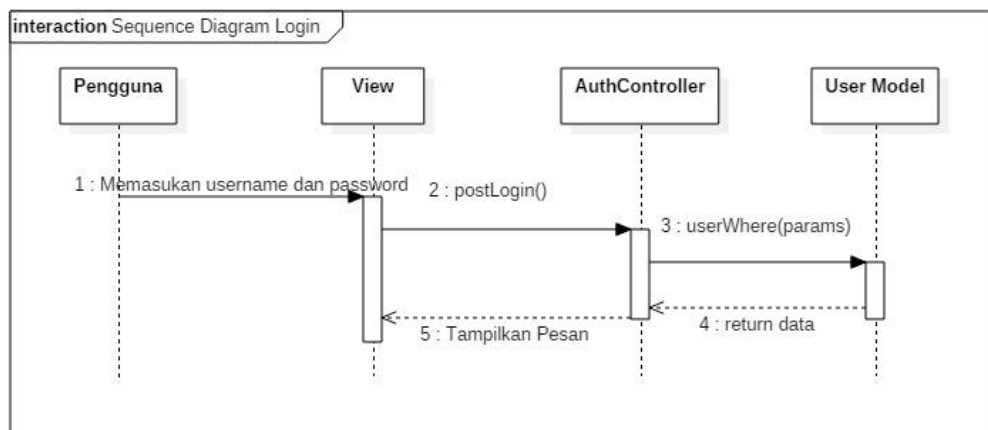 interaction Sequence Diagram Login
Pengguna
View
AuthController
User Model
1 : Memasukan username dan password
2 : postLogin()
3 : userWhere(params)
4 : return data
5 : Tampilkan Pesan